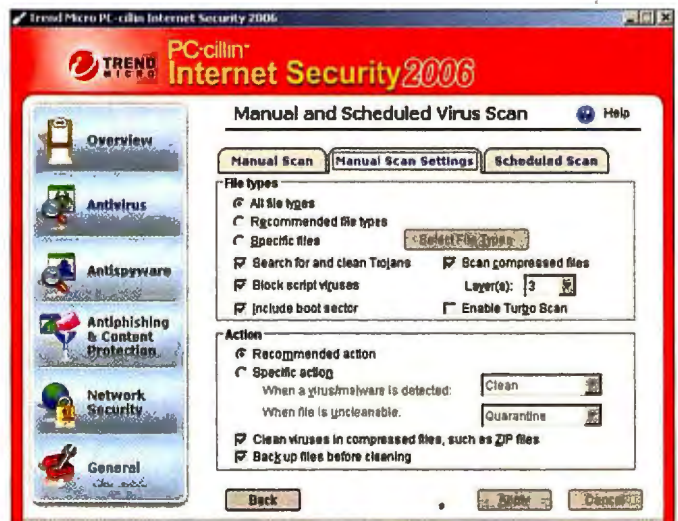 Trend Micro PC-cillin Internet Security 2006
TREND MICRO
PC-cillin
Internet Security 2006
Manual and Scheduled Virus Scan
Help
Overview
Antivirus
Antispyware
Antiphishing
& Content
Protection
Network
Security
General
Manual Scan
Manual Scan Settings
Scheduled Scan
File types
All file types
Recommended file types
Specific files
Select File Types
Search for and clean Trojans
Scan compressed files
Block script viruses
Layer(s): 3
Include boot sector
Enable Turbo Scan
Action
Recommended action
Specific action
When a virus/malware is detected:
Clean
When file is uncleanable.
Quarantine
Clean viruses in compressed files, such as ZIP files
Back up files before cleaning
Back
Apply
Cancel